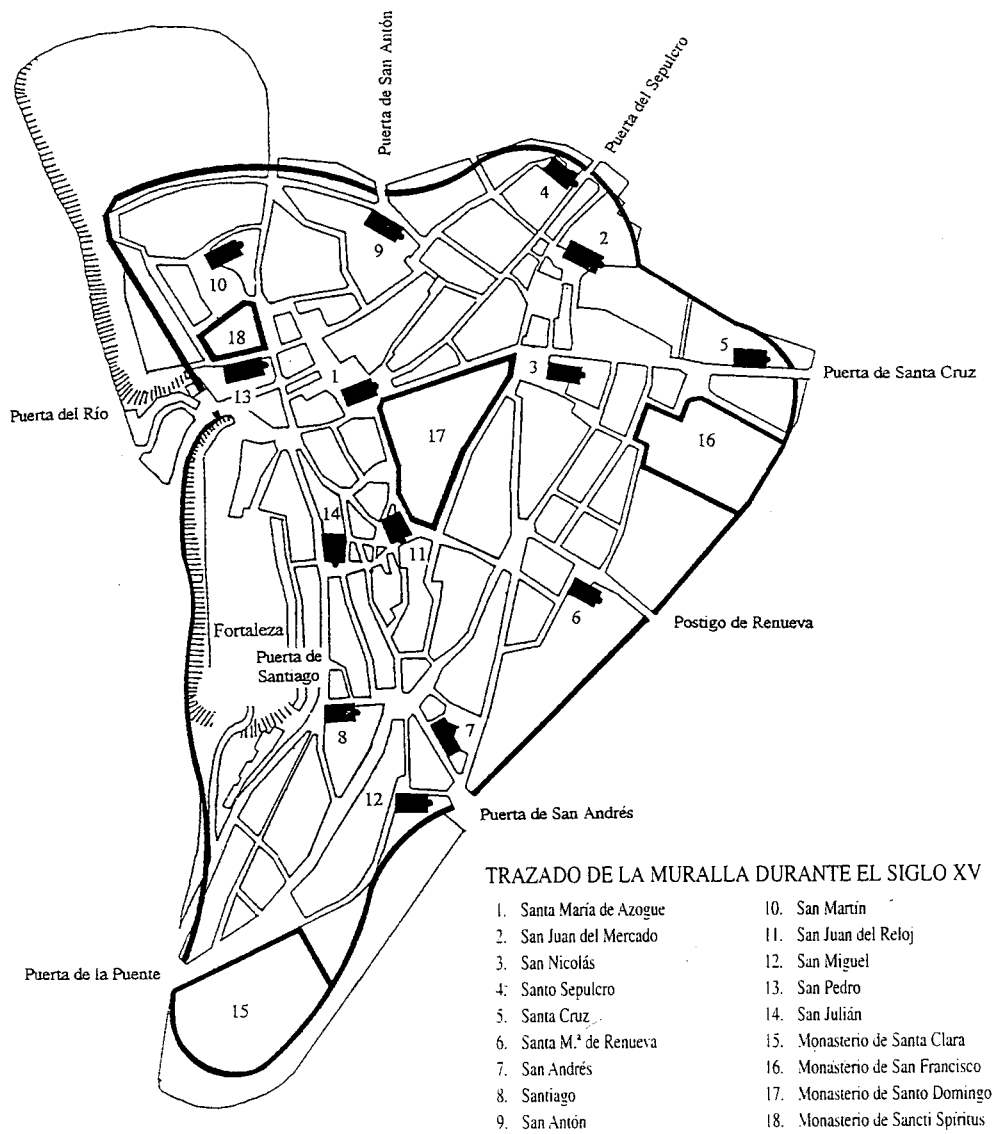 Puerta de San Antón
Puerta del Sepulcro
4
2
9
10
18
5
1
3
13
Puerta de Santa Cruz
Puerta del Río
17
16
14
11
6
Fortaleza
Postigo de Renueva
Puerta de
Santiago
8
7
12
Puerta de San Andrés
Puerta de la Puente
15
TRAZADO DE LA MURALLA DURANTE EL SIGLO XV
1. Santa María de Azogue
2. San Juan del Mercado
3. San Nicolás
4. Santo Sepulcro
5. Santa Cruz
6. Santa M.ª de Renueva
7. San Andrés
8. Santiago
9. San Antón
10. San Martín
11. San Juan del Reloj
12. San Miguel
13. San Pedro
14. San Julián
15. Monasterio de Santa Clara
16. Monasterio de San Francisco
17. Monasterio de Santo Domingo
18. Monasterio de Sancti Spiritus